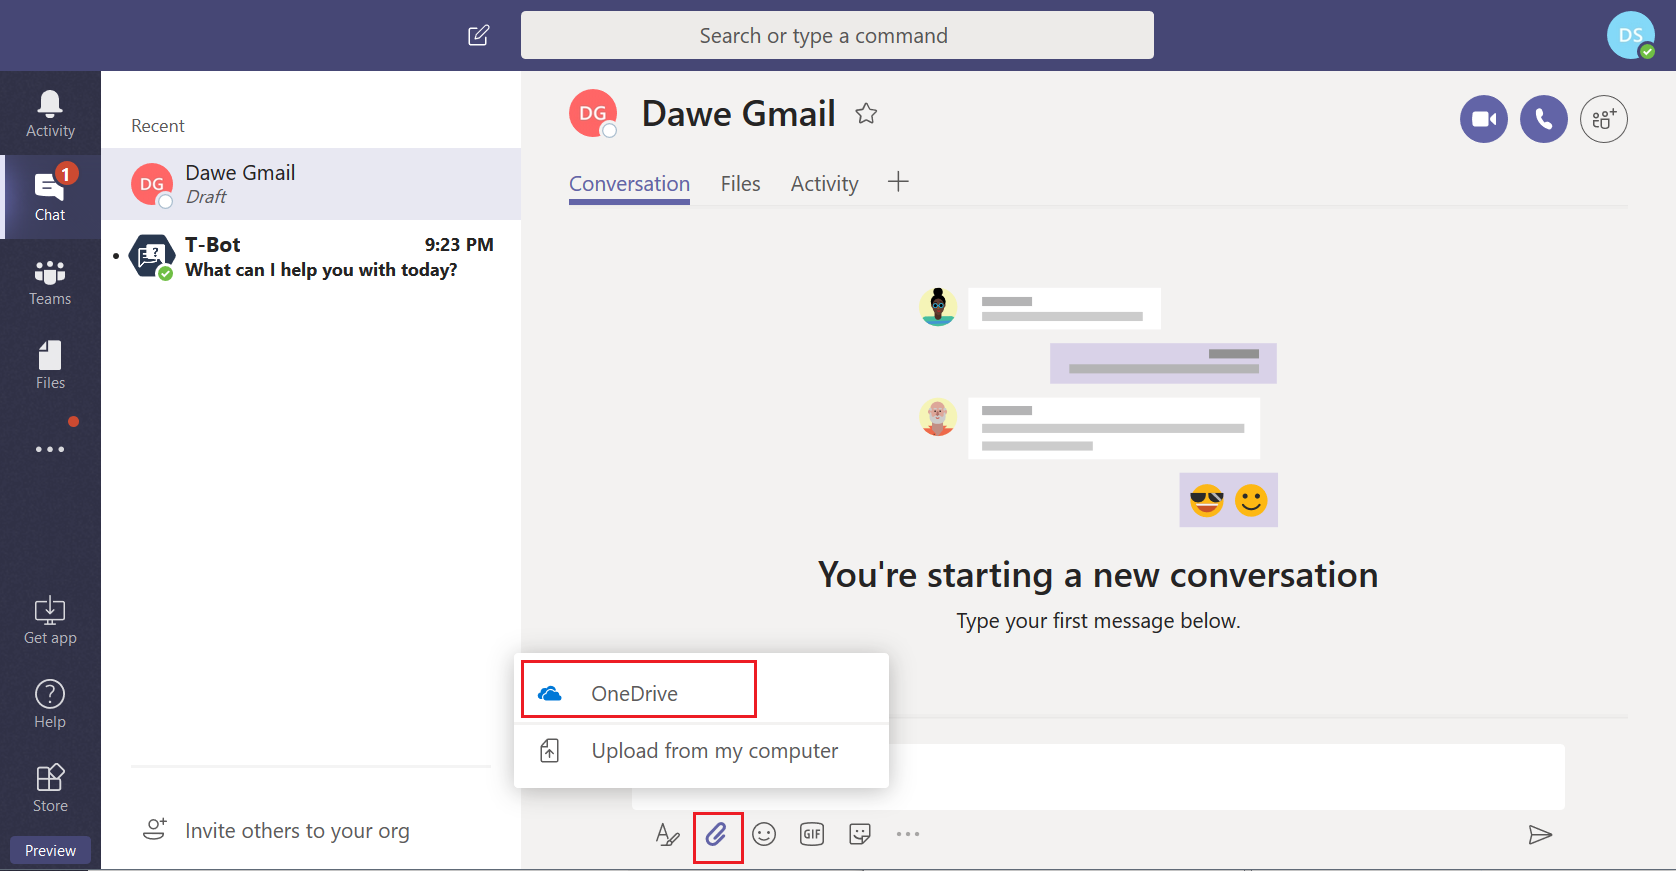 Search or type a command
DS
Activity
1
Chat
Teams
Files
Get app
Help
Store
Preview
Recent
DG
Dawe Gmail
Draft
T-Bot
9:23 PM
What can I help you with today?
Invite others to your org
DG
Dawe Gmail
Conversation
Files
Activity
You're starting a new conversation
Type your first message below.
OneDrive
Upload from my computer
GIF